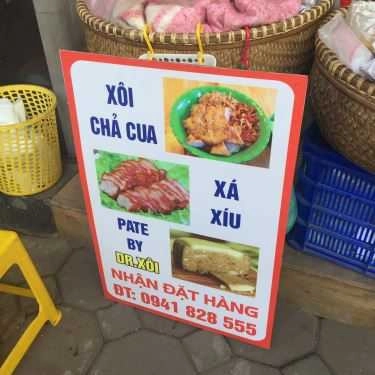 XÔI
CHẢ CUA
XÁ
XÍU
PATE
BY
DR.XÔI
NHẬN ĐẶT HÀNG
ĐT: 0941 828 555